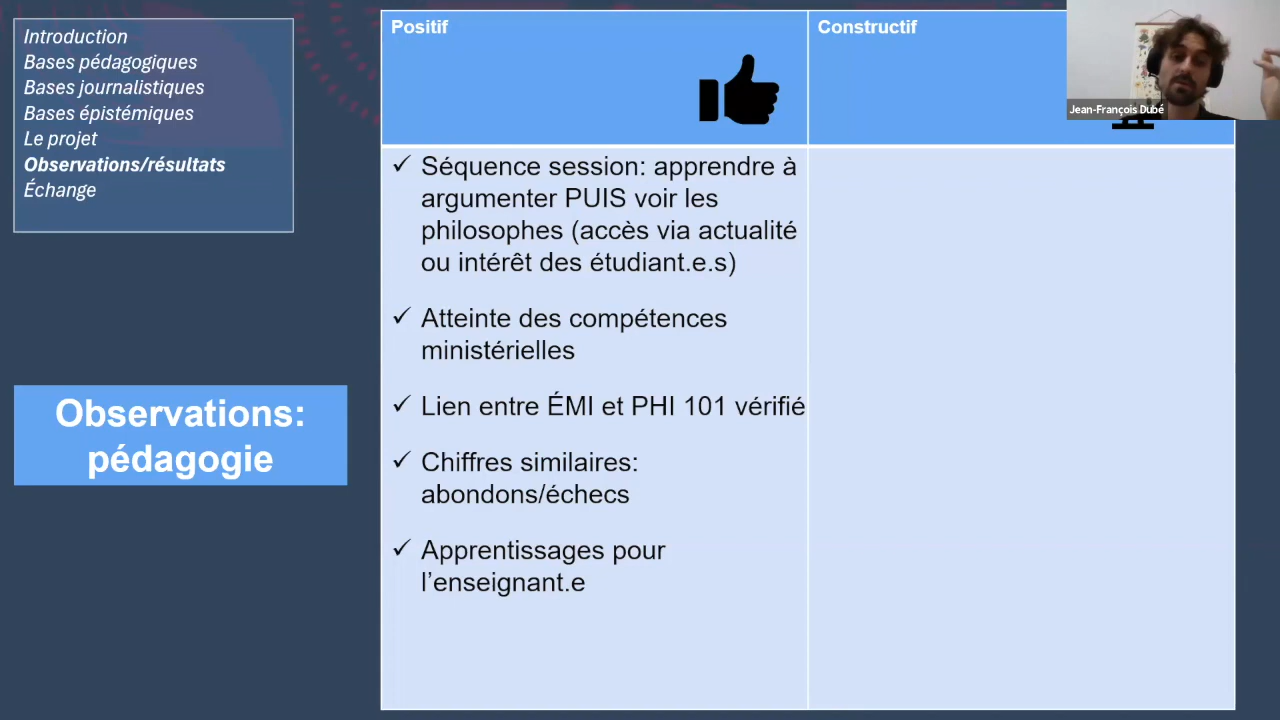 Introduction
Bases pédagogiques
Bases journalistiques
Bases épistémiques
Le projet
Observations/résultats
Échange
Observations:
pédagogie
Positif
Constructif
Séquence session: apprendre à
argumenter PUIS voir les
philosophes (accès via actualité
ou intérêt des étudiant.e.s)
Atteinte des compétences
ministérielles
Lien entre ÉMI et PHI 101 vérifié
Chiffres similaires:
abondons/échecs
Apprentissages pour
l’enseignant.e
Jean-François Dubé